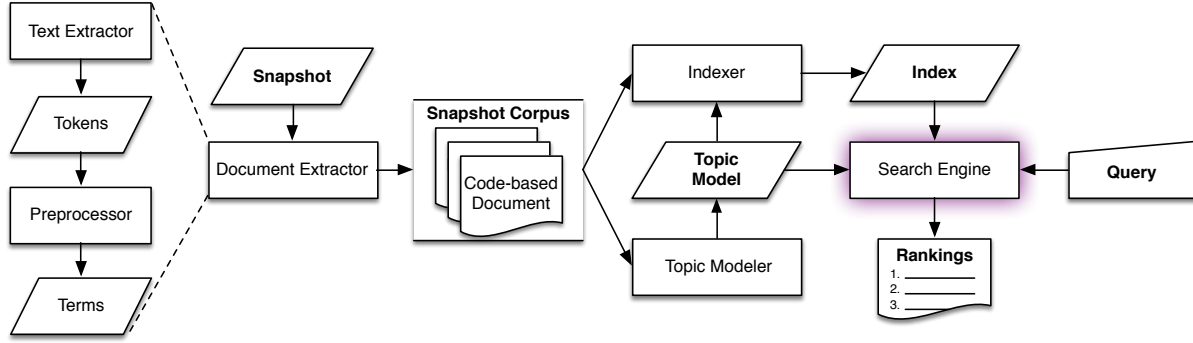 Text Extractor
Tokens
Preprocessor
Terms
Snapshot
Document Extractor
Snapshot Corpus
Code-based
Document
Indexer
Topic
Model
Topic Modeler
Index
Search Engine
Query
Rankings
1.
2.
3.